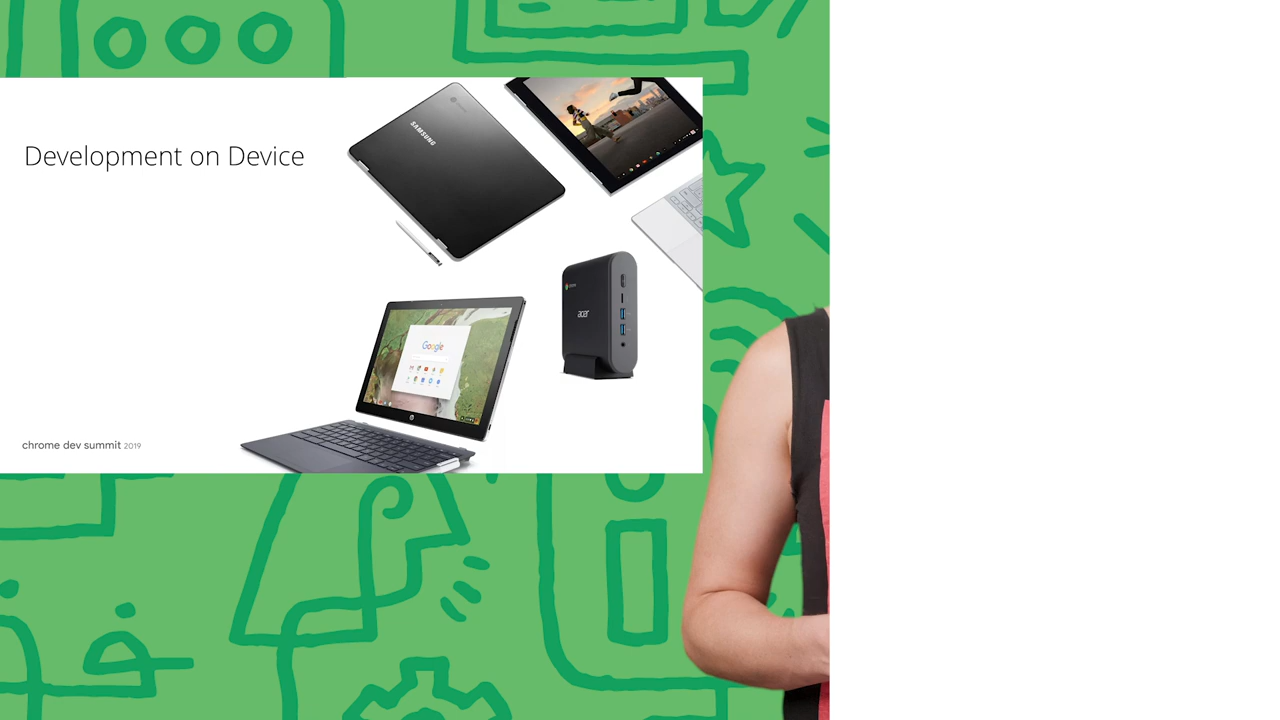 Development on Device
SAMSUNG
acer
Google
chrome dev summit 2019